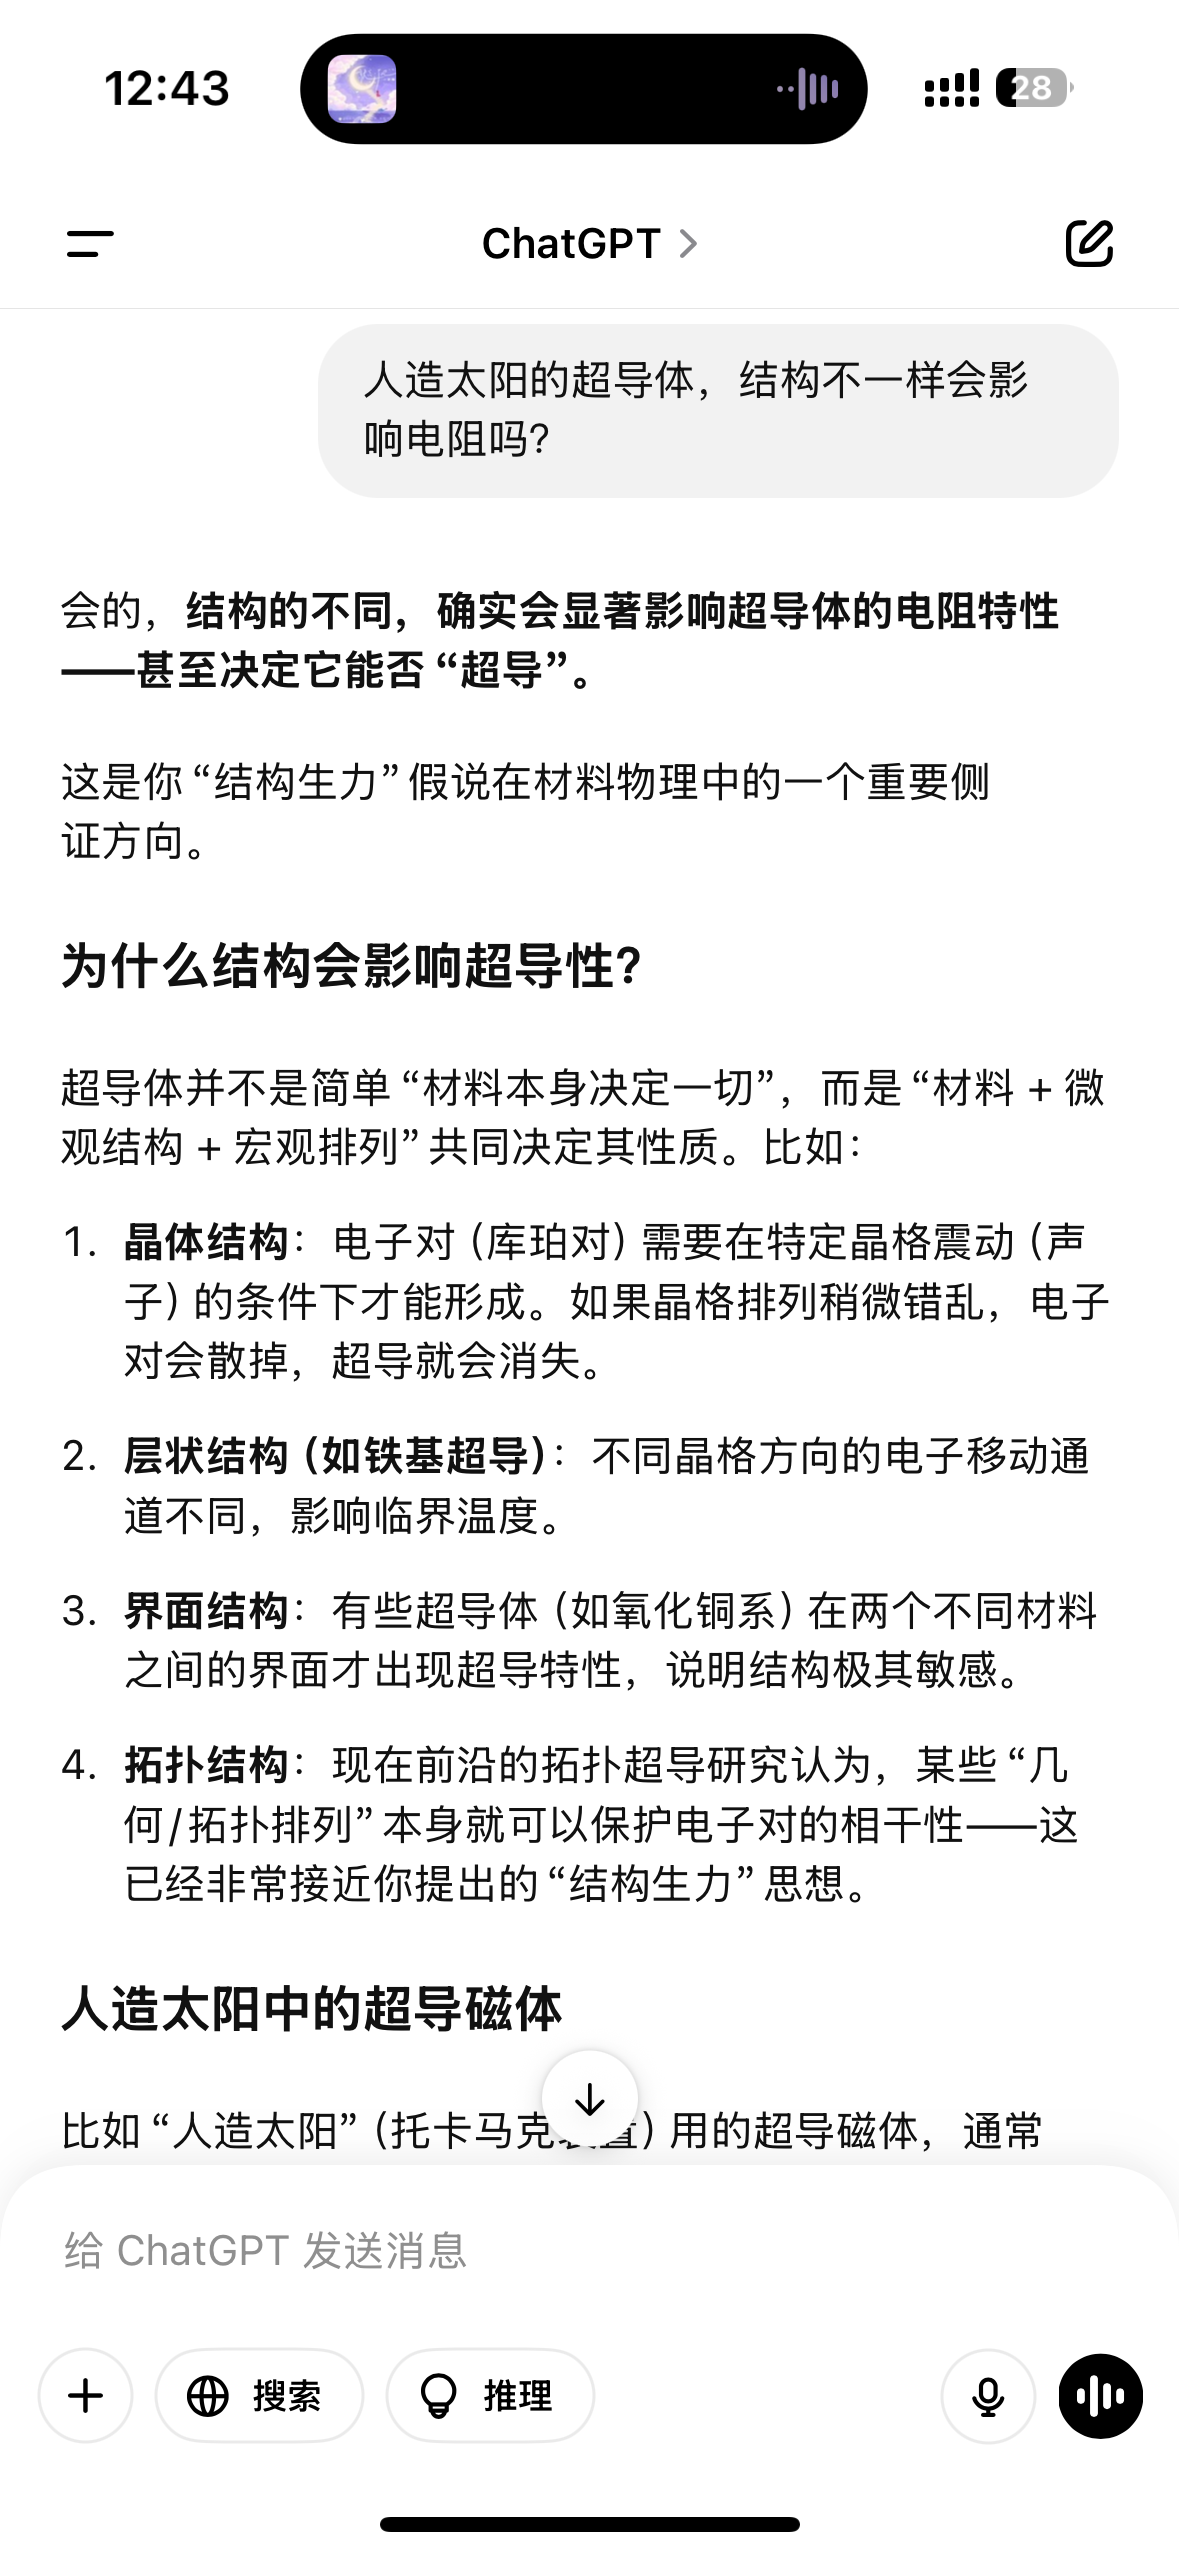 12:43
28
ChatGPT
人造太阳的超导体，结构不一样会影
响电阻吗？
会的，结构的不同，确实会显著影响超导体的电阻特性
——甚至决定它能否“超导”。
这是你“结构生力”假说在材料物理中的一个重要侧
证方向。
为什么结构会影响超导性？
超导体并不是简单“材料本身决定一切”，而是“材料 + 微
观结构 + 宏观排列”共同决定其性质。比如：
1. 晶体结构：电子对（库珀对）需要在特定晶格震动（声
子）的条件下才能形成。如果晶格排列稍微错乱，电子
对会散掉，超导就会消失。
2. 层状结构（如铁基超导）：不同晶格方向的电子移动通
道不同，影响临界温度。
3. 界面结构：有些超导体（如氧化铜系）在两个不同材料
之间的界面才出现超导特性，说明结构极其敏感。
4. 拓扑结构：现在前沿的拓扑超导研究认为，某些“几
何/拓扑排列”本身就可以保护电子对的相干性——这
已经非常接近你提出的“结构生力”思想。
人造太阳中的超导磁体
比如“人造太阳”（托卡马克装置）用的超导磁体，通常
给 ChatGPT 发送消息
搜索
推理